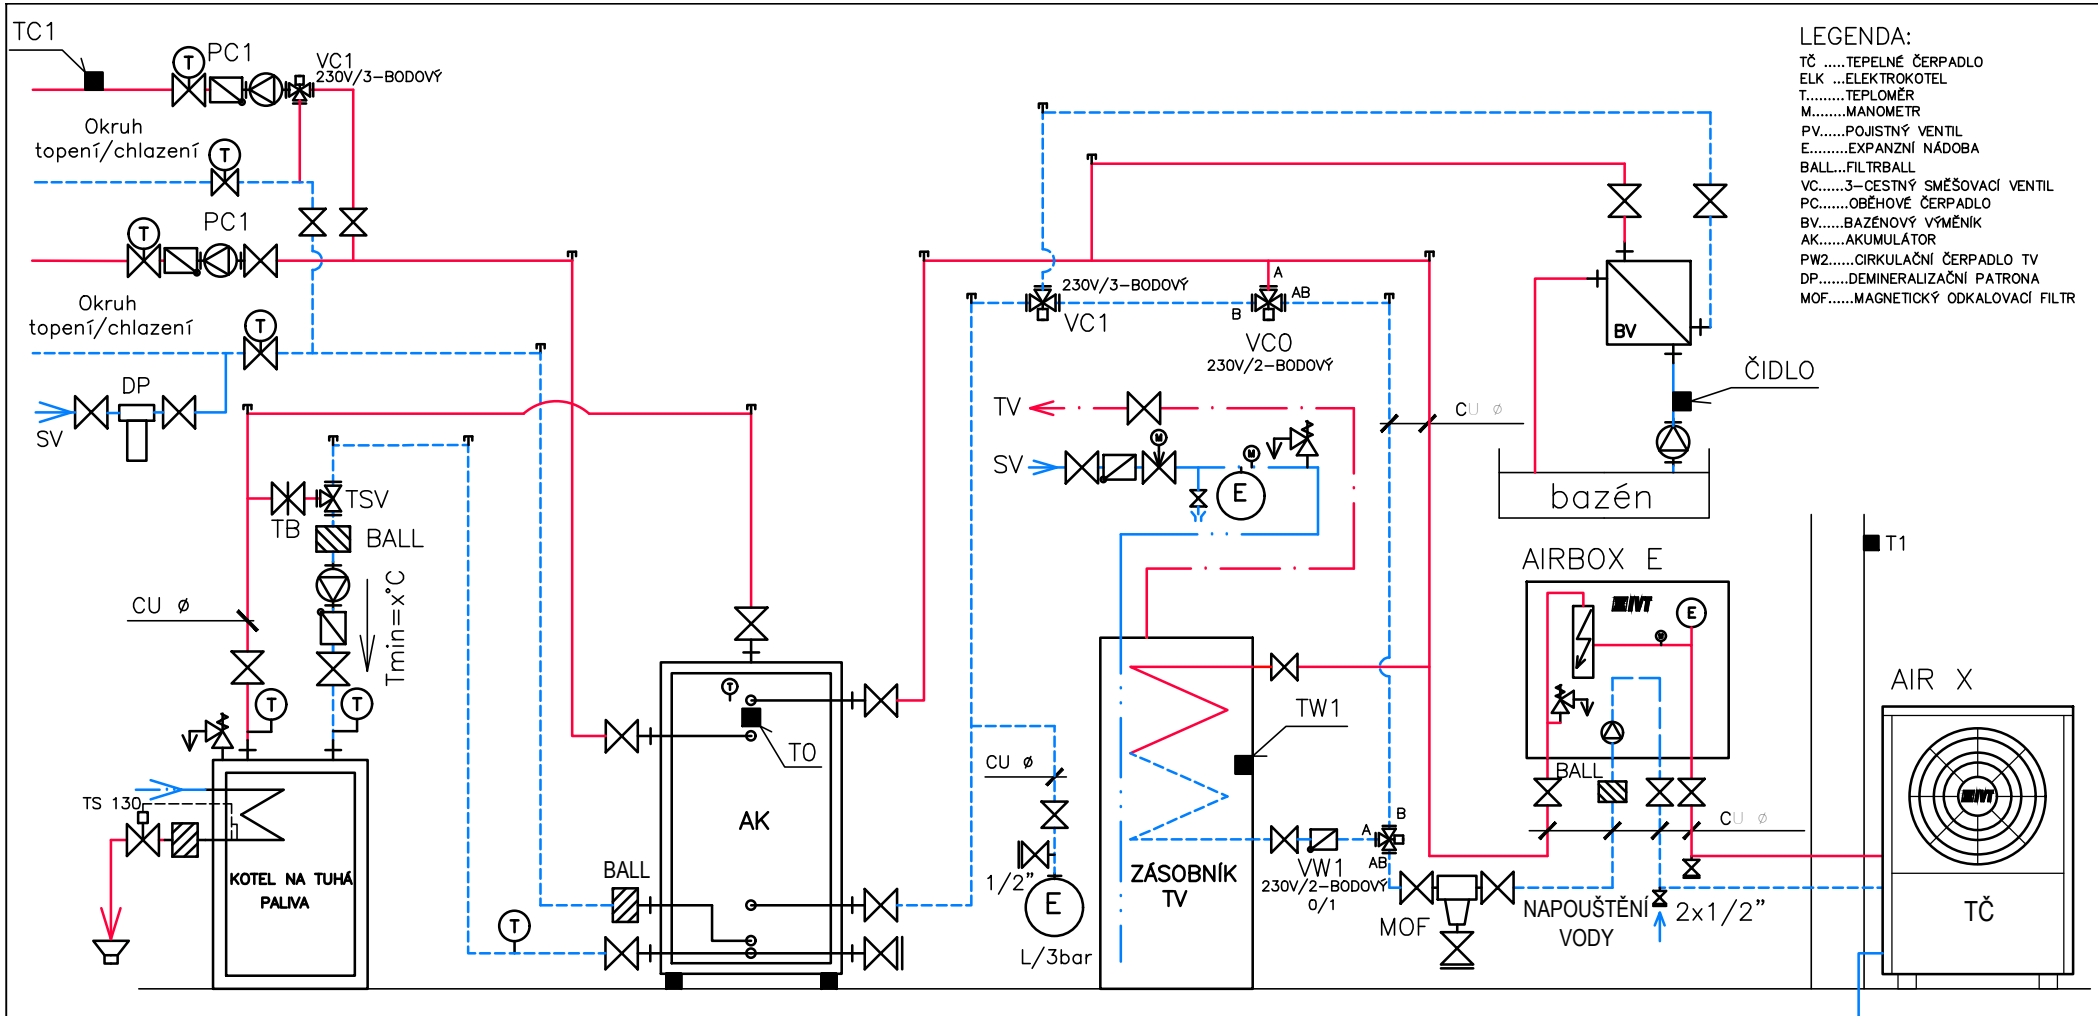 TC1
PC1
VC1
230V/3-BODOVÝ
T
Okruh
topení/chlazení
T
PC1
T
Okruh
topení/chlazení
T
DP
SV
TSV
TB
BALL
CU ø
Tmin=x°C
T
T
TS 130
KOTEL NA TUHÁ
PALIVA
T
TO
AK
BALL
T
230V/3-BODOVÝ
VC1
A
AB
B
VCO
230V/2-BODOVÝ
TV
SV
M
M
E
CU ø
CU ø
1/2"
E
L/3bar
TW1
ZÁSOBNÍK
TV
VW1
230V/2-BODOVÝ
0/1
B
A
AB
MOF
BV
ČIDLO
bazén
AIRBOX E
IVT
E
M
BALL
CU ø
NAPOUŠTĚNÍ
VODY
2x1/2"
T1
AIR X
IVT
TČ
LEGENDA:
TČ .....TEPELNÉ ČERPADLO
ELK ...ELEKTROKOTEL
T.........TEPLOMĚR
M........MANOMETR
PV......POJISTNÝ VENTIL
E.........EXPANZNÍ NÁDOBA
BALL...FILTRBALL
VC......3-CESTNÝ SMĚŠOVACÍ VENTIL
PC.......OBĚHOVÉ ČERPADLO
BV......BAZÉNOVÝ VÝMĚNÍK
AK......AKUMULÁTOR
PW2.....CIRKULAČNÍ ČERPADLO TV
DP......DEMINERALIZAČNÍ PATRONA
MOF.....MAGNETICKÝ ODKALOVACÍ FILTR